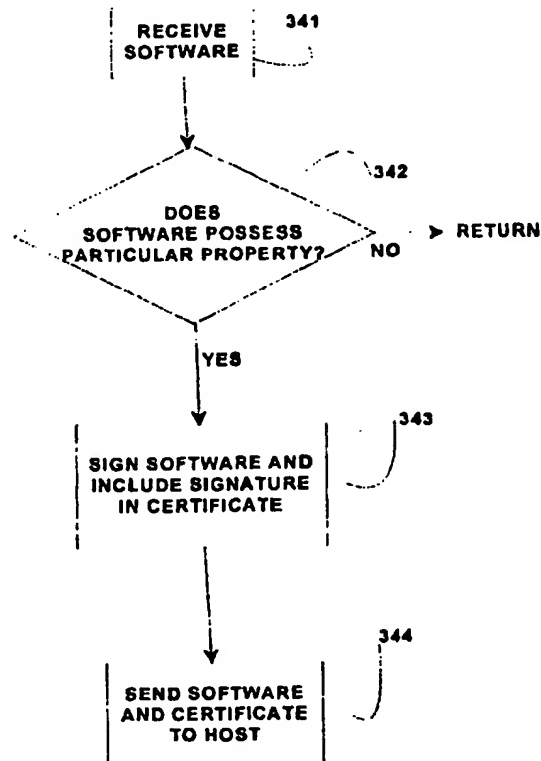 341
RECEIVE
SOFTWARE
342
DOES
SOFTWARE POSSESS
PARTICULAR PROPERTY?
NO
RETURN
YES
343
SIGN SOFTWARE AND
INCLUDE SIGNATURE
IN CERTIFICATE
344
SEND SOFTWARE
AND CERTIFICATE
TO HOST